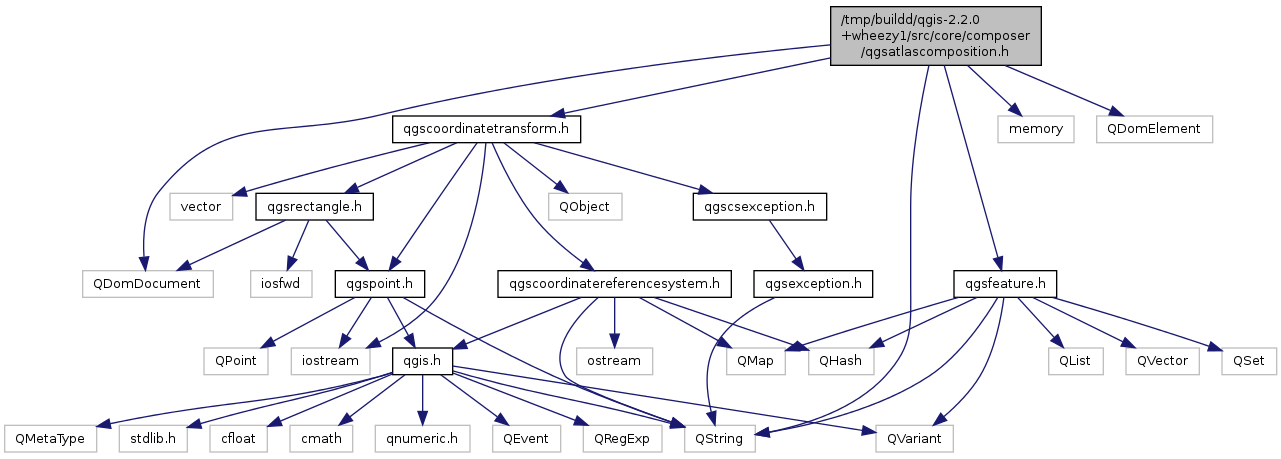 /tmp/buildd/qgis-2.2.0
+wheezy1/src/core/composer
/qgsatlascomposition.h
qgscoordinatetransform.h
memory
QDomElement
vector
qgsrectangle.h
QObject
qgscsexception.h
QDomDocument
iosfwd
qgspoint.h
qgscoordinatereferencesystem.h
qgsexception.h
qgsfeature.h
QPoint
iostream
qgis.h
ostream
QMap
QHash
QList
QVector
QSet
QMetaType
stdlib.h
cfloat
cmath
qnumeric.h
QEvent
QRegExp
QString
QVariant